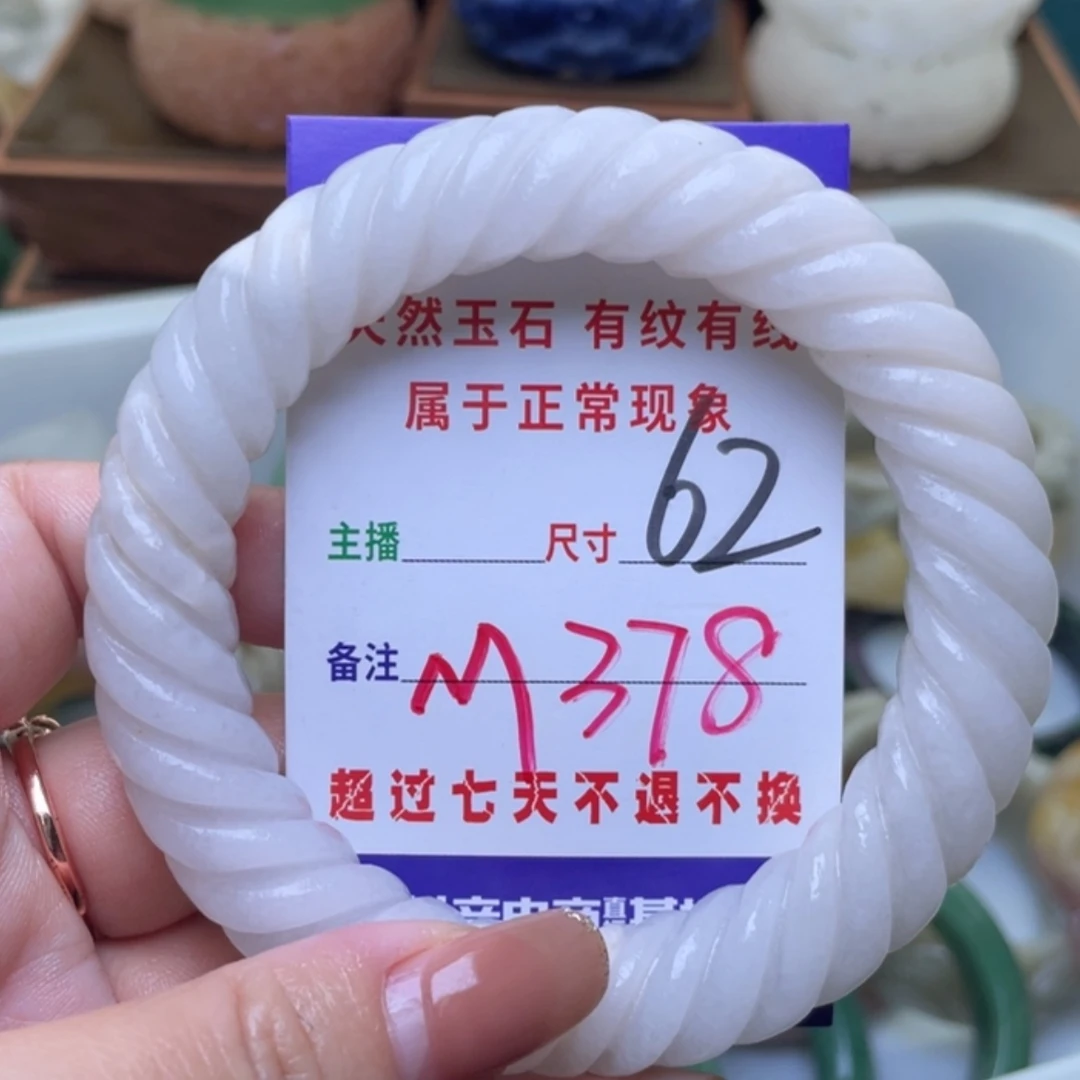 天然玉石 有纹有线
属于正常现象
主播 尺寸 62
备注 M378
超过七天不退不换